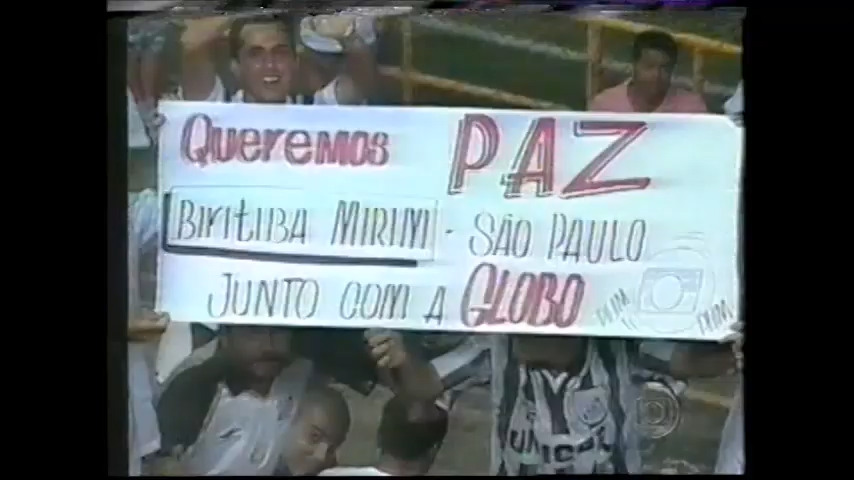 Queremos PAZ
BIRITIBA MIRIM - SÃO PAULO
JUNTO COM A GLOBO
PLIM PLIM
UNICOR